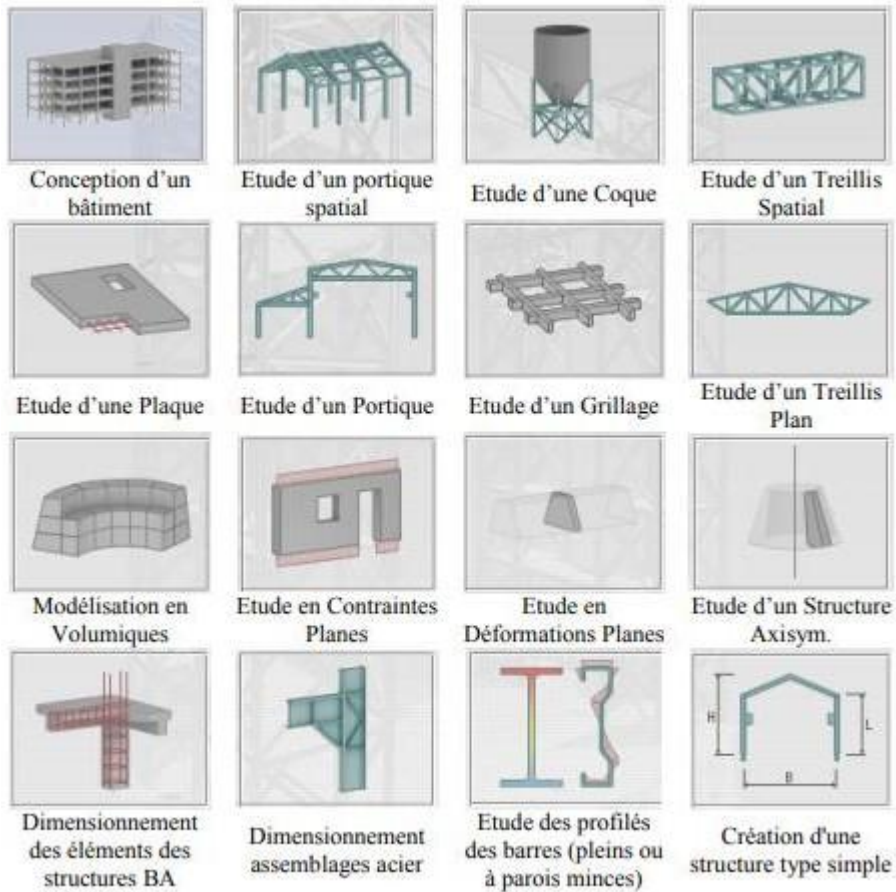 Conception d'un
bâtiment
Etude d'un portique
spatial
Etude d'une Coque
Etude d'un Treillis
Spatial
Etude d'une Plaque
Etude d'un Portique
Etude d'un Grillage
Etude d'un Treillis
Plan
Modélisation en
Volumiques
Etude en Contraintes
Planes
Etude en
Déformations Planes
Etude d'un Structure
Axisym.
H
L
B
Dimensionnement
des éléments des
structures BA
Dimensionnement
assemblages acier
Etude des profilés
des barres (pleins ou
à parois minces)
Création d'une
structure type simple